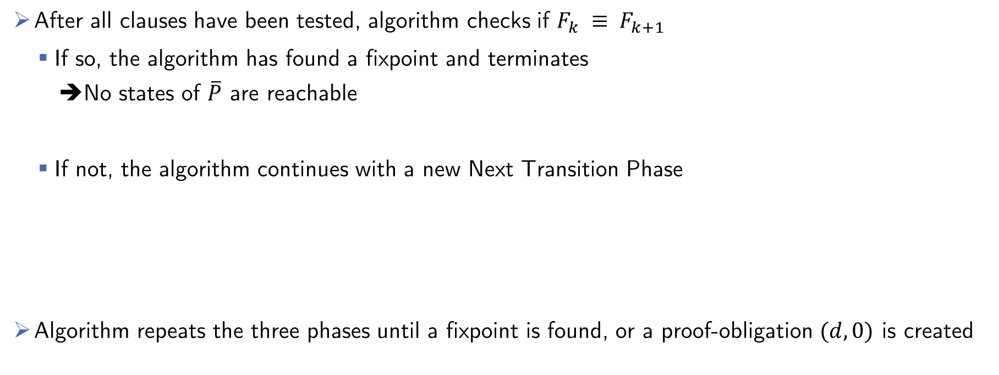 ➢ After all clauses have been tested, algorithm checks if F_k ≡ F_{k+1}
▪ If so, the algorithm has found a fixpoint and terminates
➔ No states of P̄ are reachable
▪ If not, the algorithm continues with a new Next Transition Phase
➢ Algorithm repeats the three phases until a fixpoint is found, or a proof-obligation (d, 0) is created